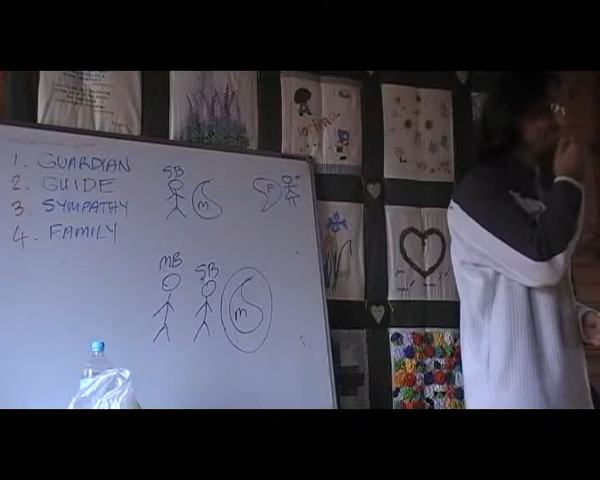 1. GUARDIAN
2. GUIDE
3. SYMPATHY
4. FAMILY
SB
M
F
MB SB
M